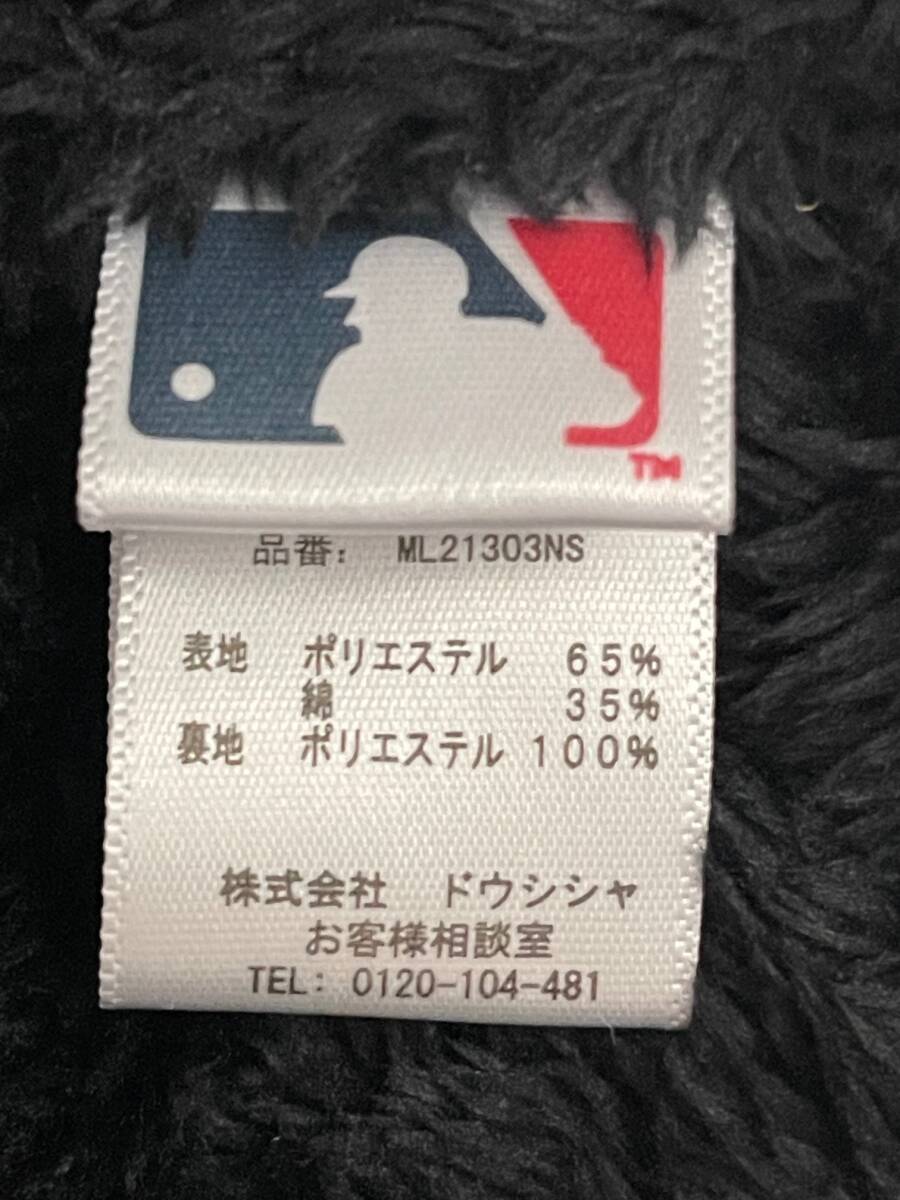 TM
品番: ML21303NS
表地 ポリエステル 65%
綿 35%
裏地 ポリエステル 100%
株式会社 ドウシシャ
お客様相談室
TEL: 0120-104-481